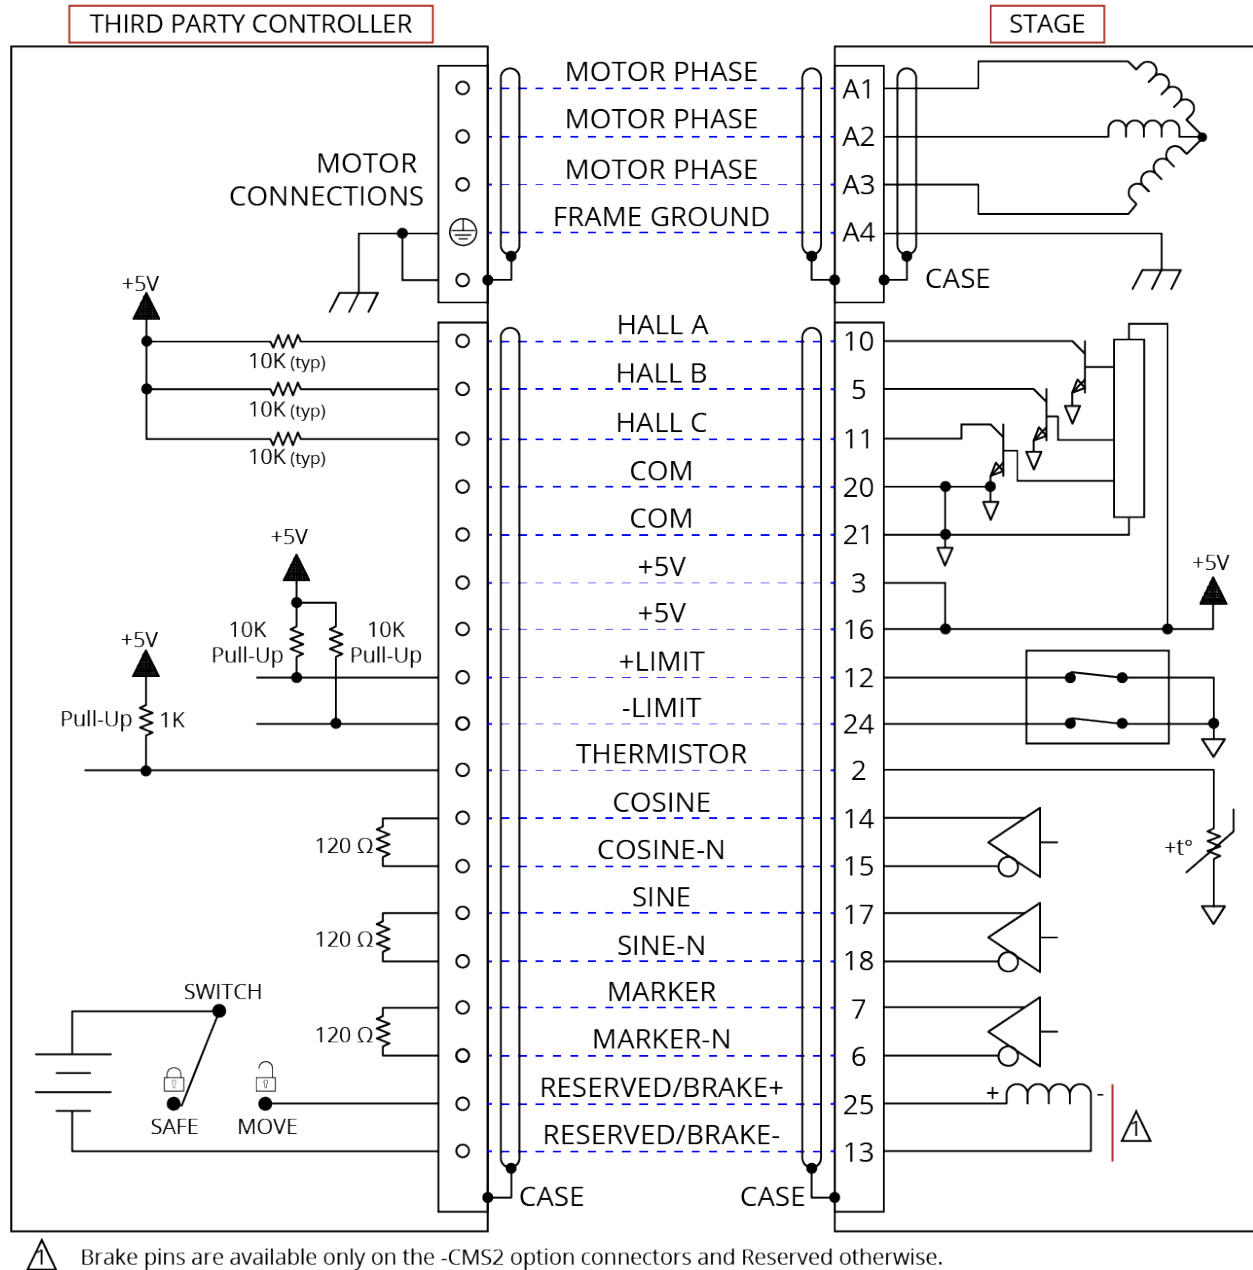 THIRD PARTY CONTROLLER
STAGE
MOTOR PHASE
A1
MOTOR PHASE
A2
MOTOR
CONNECTIONS
MOTOR PHASE
A3
FRAME GROUND
A4
CASE
+5V
HALL A
10
10K (typ)
HALL B
5
10K (typ)
HALL C
11
10K (typ)
COM
20
COM
21
+5V
+5V
3
+5V
+5V
16
10K
Pull-Up
10K
Pull-Up
+5V
+LIMIT
12
Pull-Up 1K
-LIMIT
24
THERMISTOR
2
COSINE
14
120 Ω
COSINE-N
15
+t°
SINE
17
120 Ω
SINE-N
18
SWITCH
MARKER
7
120 Ω
MARKER-N
6
RESERVED/BRAKE+
25
+ -
SAFE
MOVE
1
RESERVED/BRAKE-
13
CASE
CASE
1 Brake pins are available only on the -CMS2 option connectors and Reserved otherwise.